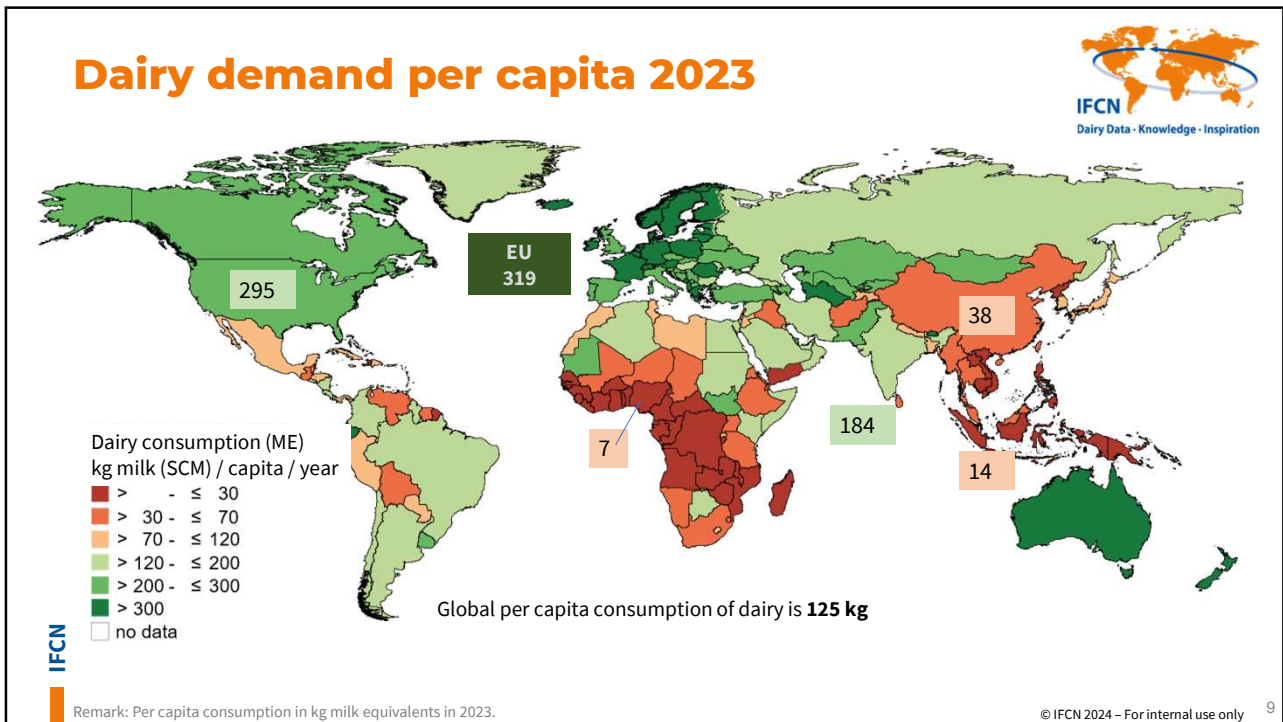 Dairy demand per capita 2023
IFCN
Dairy Data · Knowledge · Inspiration
EU
319
295
38
7
184
14
Dairy consumption (ME)
kg milk (SCM) / capita / year
> - ≤ 30
> 30 - ≤ 70
> 70 - ≤ 120
> 120 - ≤ 200
> 200 - ≤ 300
> 300
no data
Global per capita consumption of dairy is 125 kg
IFCN
Remark: Per capita consumption in kg milk equivalents in 2023.
© IFCN 2024 – For internal use only
9